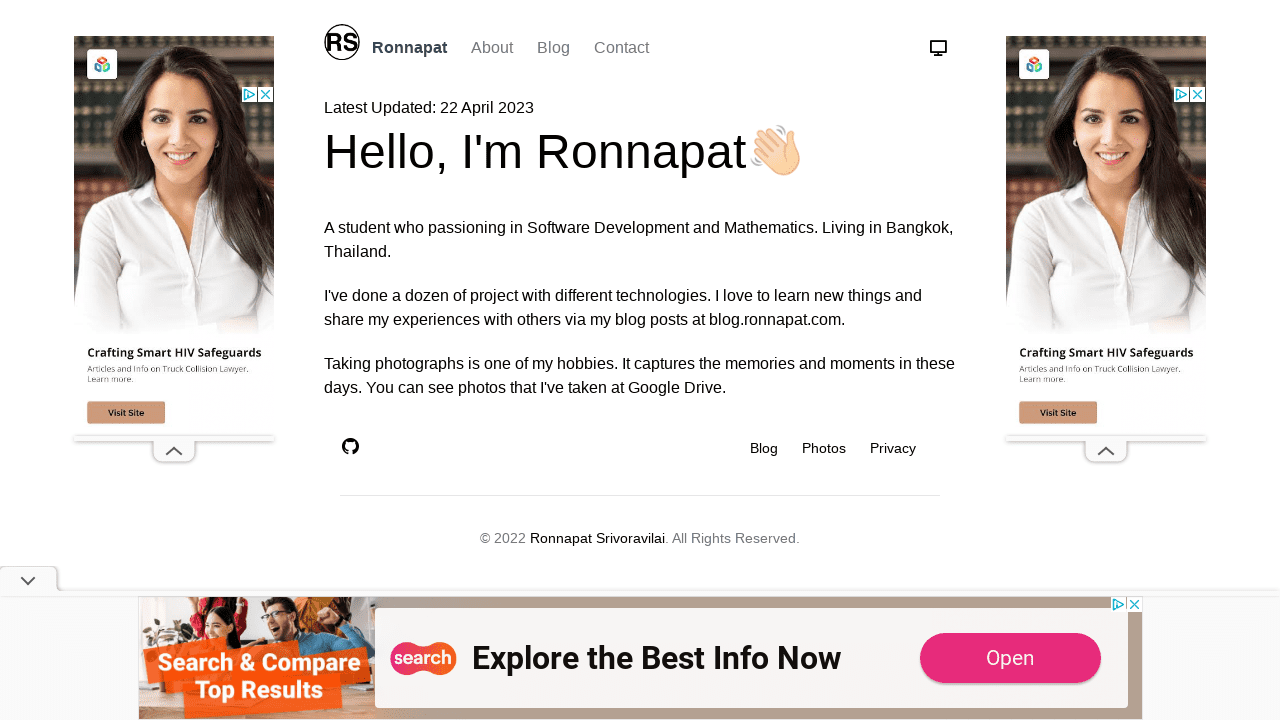 RS
Ronnapat About Blog Contact
Latest Updated: 22 April 2023
Hello, I'm Ronnapat👋🏻
A student who passioning in Software Development and Mathematics. Living in Bangkok,
Thailand.
I've done a dozen of project with different technologies. I love to learn new things and
share my experiences with others via my blog posts at blog.ronnapat.com.
Taking photographs is one of my hobbies. It captures the memories and moments in these
days. You can see photos that I've taken at Google Drive.
Blog Photos Privacy
© 2022 Ronnapat Srivoravilai. All Rights Reserved.
Crafting Smart HIV Safeguards
Articles and Info on Truck Collision Lawyer.
Learn more.
Visit Site
Crafting Smart HIV Safeguards
Articles and Info on Truck Collision Lawyer.
Learn more.
Visit Site
Search & Compare
Top Results
search
Explore the Best Info Now
Open